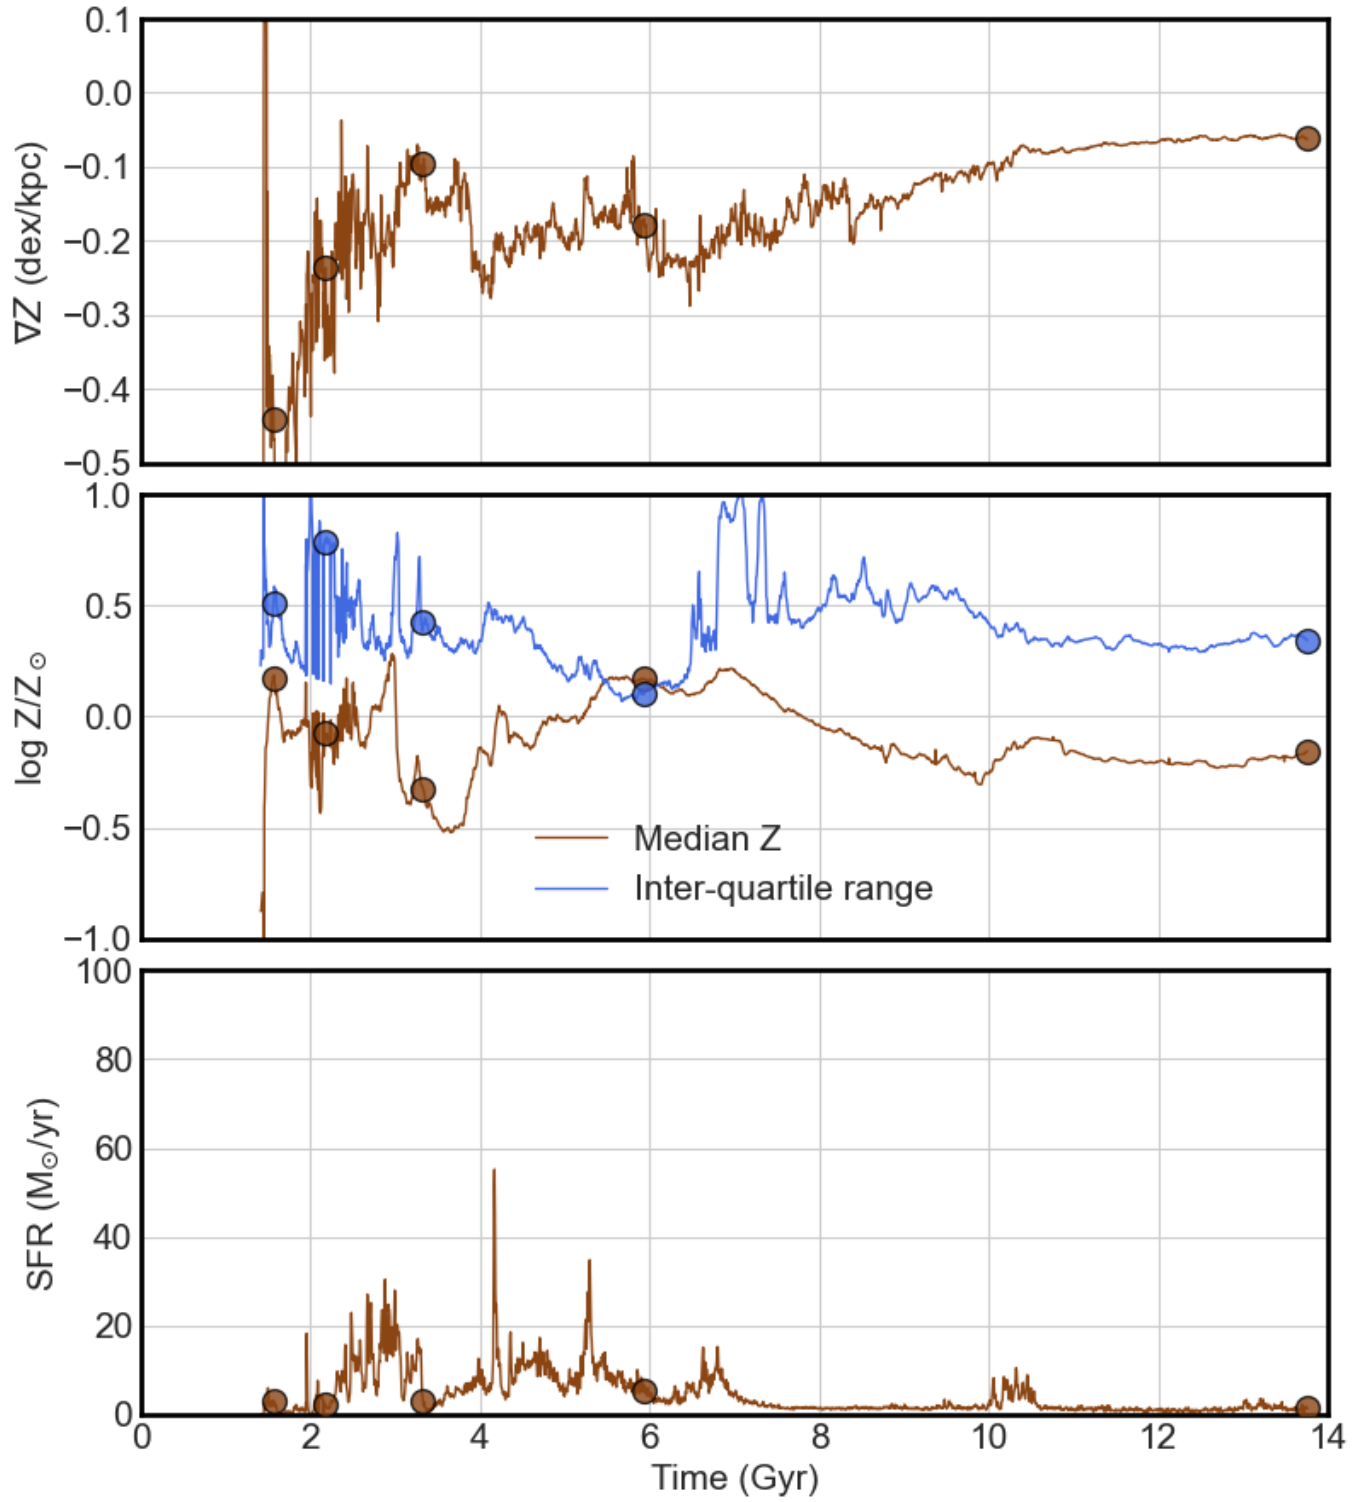 0.1
0.0
−0.1
−0.2
−0.3
−0.4
−0.5
∇Z (dex/kpc)
1.0
0.5
0.0
−0.5
−1.0
log Z/Z⊙
Median Z
Inter-quartile range
100
80
60
40
20
0
SFR (M⊙/yr)
0 2 4 6 8 10 12 14
Time (Gyr)